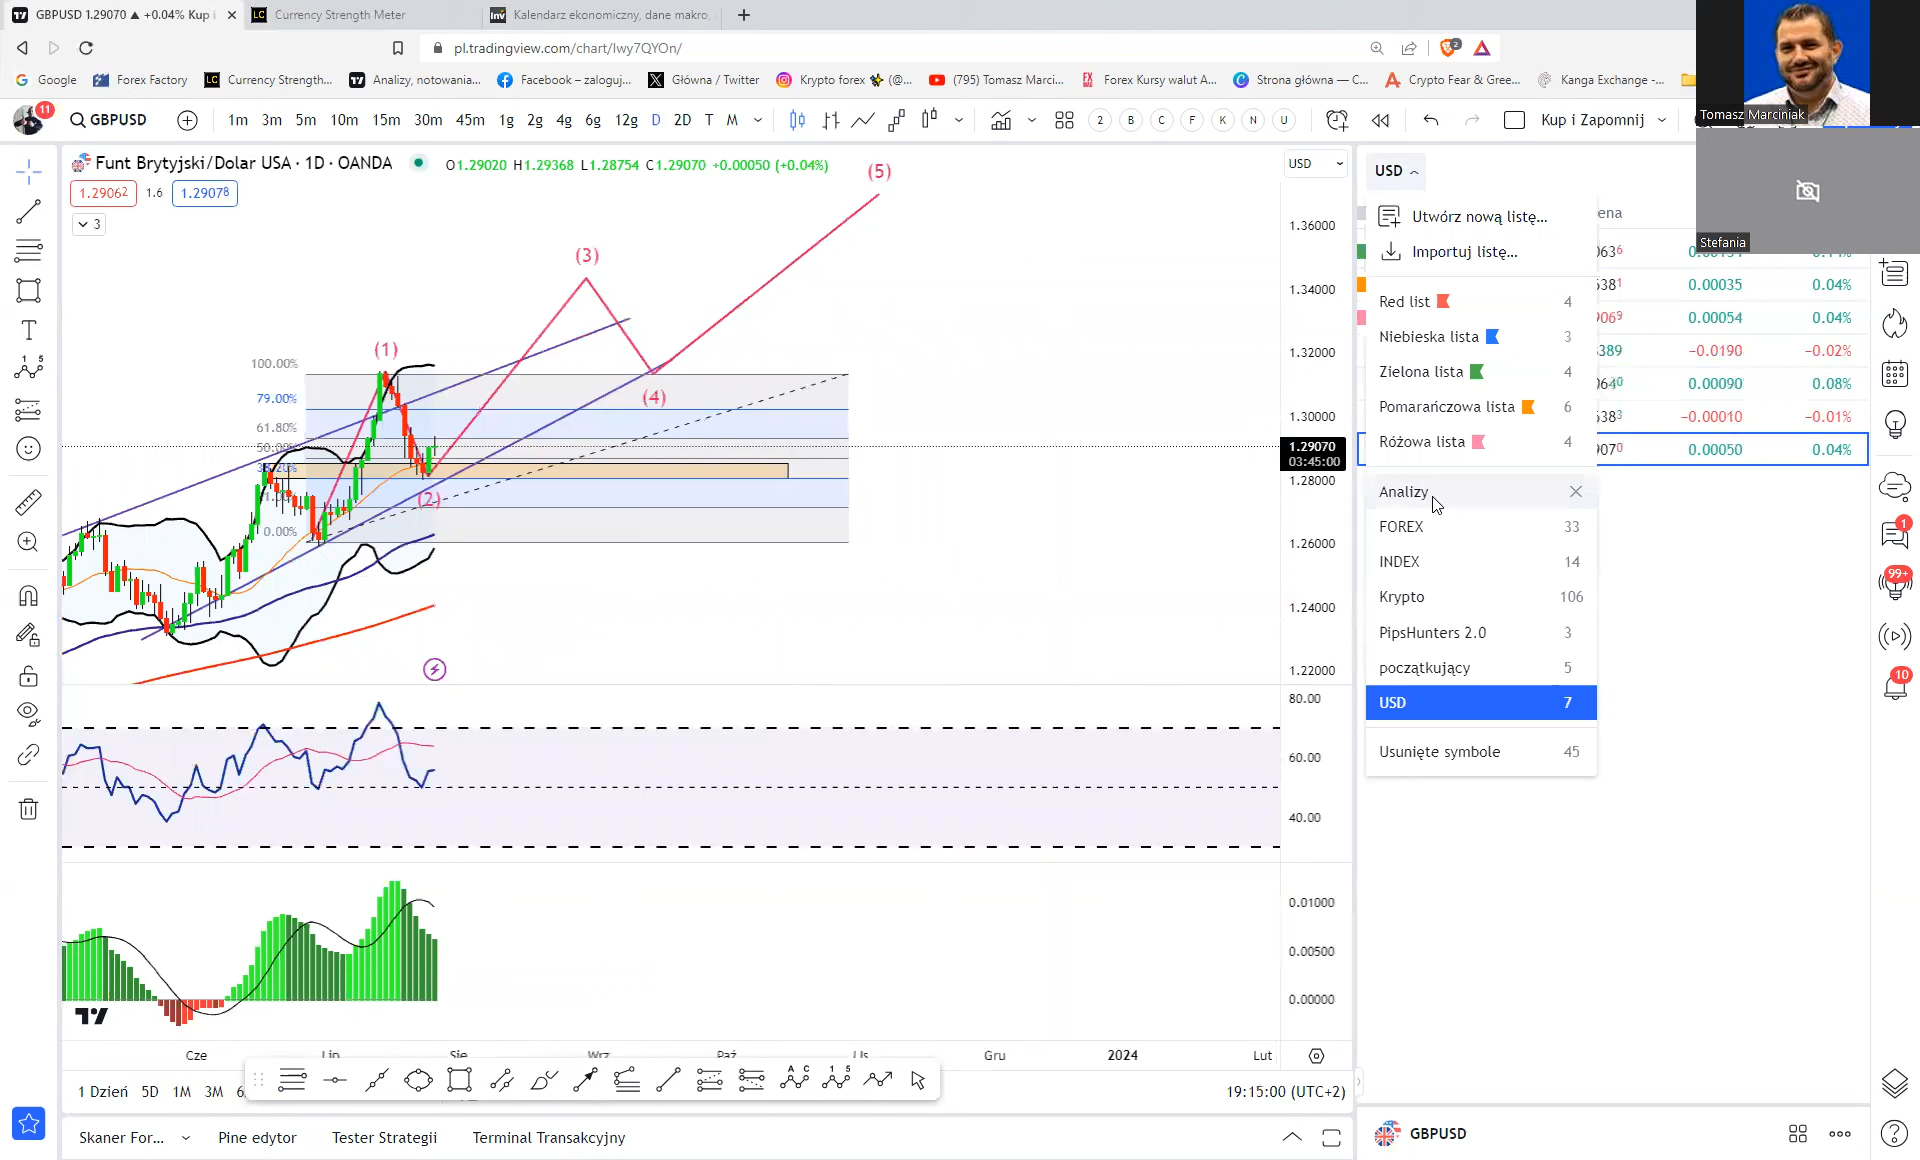 GBPUSD 1.29070 ▲ +0.04% Kup i
Currency Strength Meter
Kalendarz ekonomiczny, dane makro,
pl.tradingview.com/chart/Iwy7QYOn/
Google
Forex Factory
Currency Strength...
Analizy, notowania...
Facebook – zaloguj...
Główna / Twitter
Krypto forex (@...
(795) Tomasz Marci...
Forex Kursy walut A...
Strona główna — C...
Crypto Fear & Gree...
Kanga Exchange -...
Tomasz Marciniak
Stefania
11
GBPUSD
1m 3m 5m 10m 15m 30m 45m 1g 2g 4g 6g 12g D 2D T M
2 B C F K N U
Kup i Zapomnij
Funt Brytyjski/Dolar USA · 1D · OANDA
O1.29020 H1.29368 L1.28754 C1.29070 +0.00050 (+0.04%)
1.29062 1.6 1.29078
3
USD
(5)
(3)
(1)
(4)
(2)
100.00%
79.00%
61.80%
50.00%
0.00%
1.36000
1.34000
1.32000
1.30000
1.29070
03:45:00
1.28000
1.26000
1.24000
1.22000
80.00
60.00
40.00
0.01000
0.00500
0.00000
Cze Lip Sie Wrz Paź Lis Gru 2024 Lut
1 Dzień 5D 1M 3M
19:15:00 (UTC+2)
Skaner For...
Pine edytor
Tester Strategii
Terminal Transakcyjny
USD
Utwórz nową listę...
Importuj listę...
Red list 4
Niebieska lista 3
Zielona lista 4
Pomarańczowa lista 6
Różowa lista 4
Analizy
FOREX 33
INDEX 14
Krypto 106
PipsHunters 2.0 3
początkujący 5
USD 7
Usunięte symbole 45
ena
0636
6381 0.00035 0.04%
9069 0.00054 0.04%
389 −0.0190 −0.02%
0.00090 0.08%
6383 −0.00010 −0.01%
9070 0.00050 0.04%
1
99+
10
GBPUSD